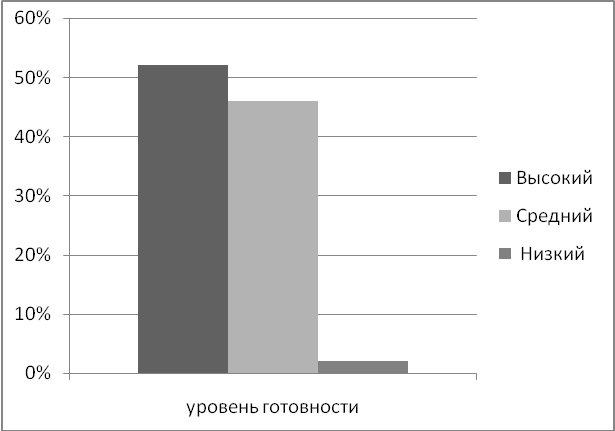 60%
50%
40%
30%
20%
10%
0%
уровень готовности
Высокий
Средний
Низкий